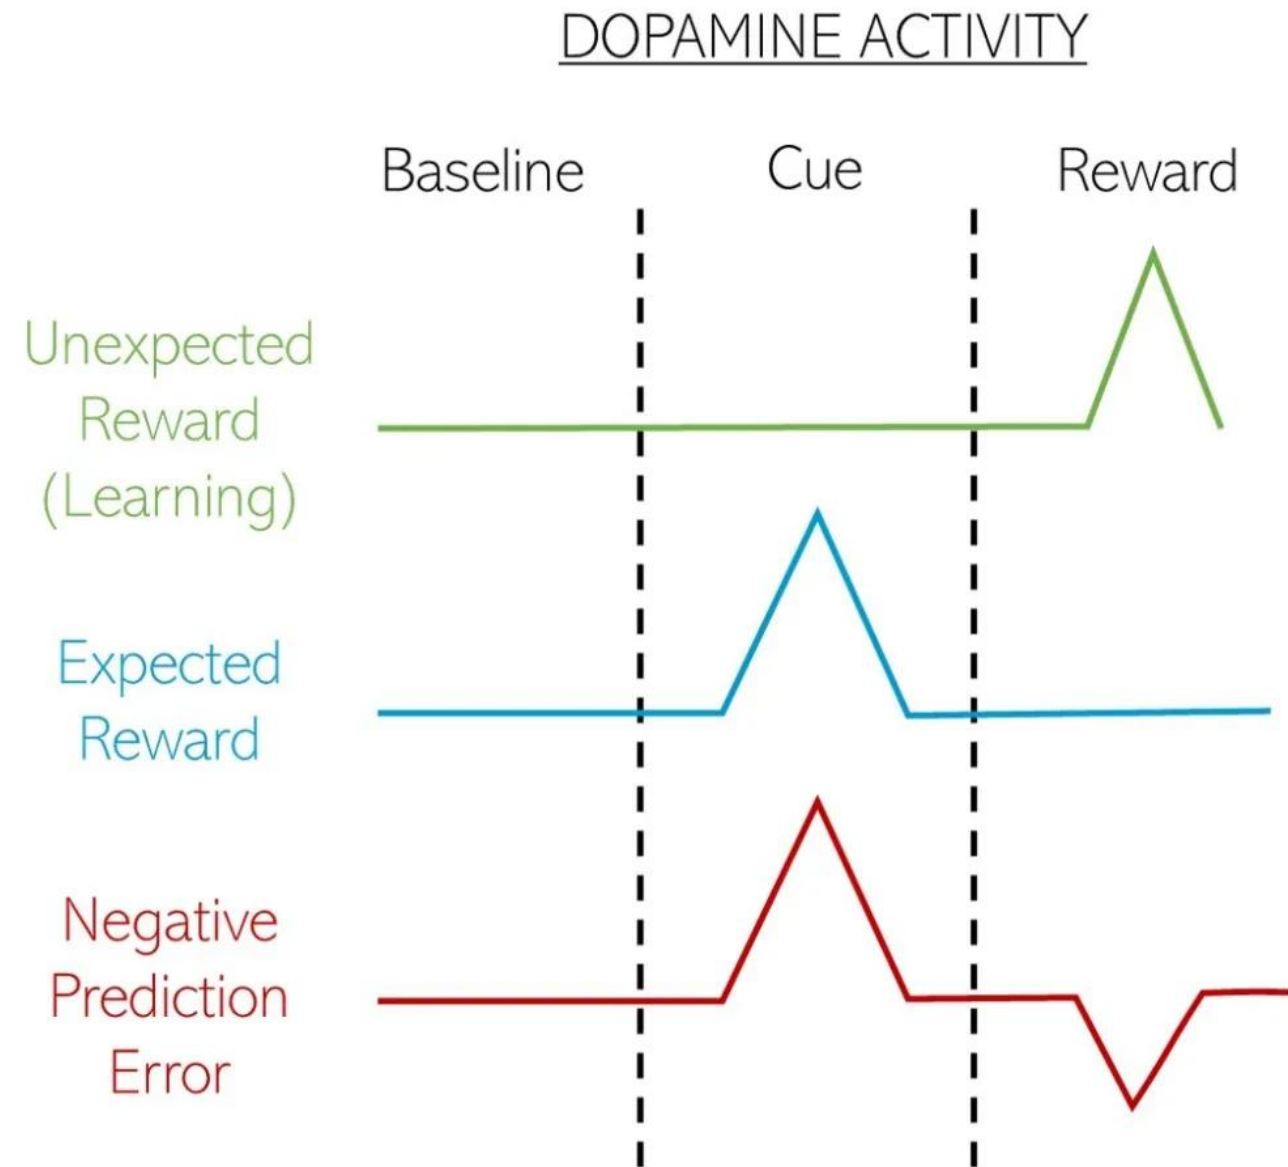 DOPAMINE ACTIVITY
Baseline
Cue
Reward
Unexpected
Reward
(Learning)
Expected
Reward
Negative
Prediction
Error